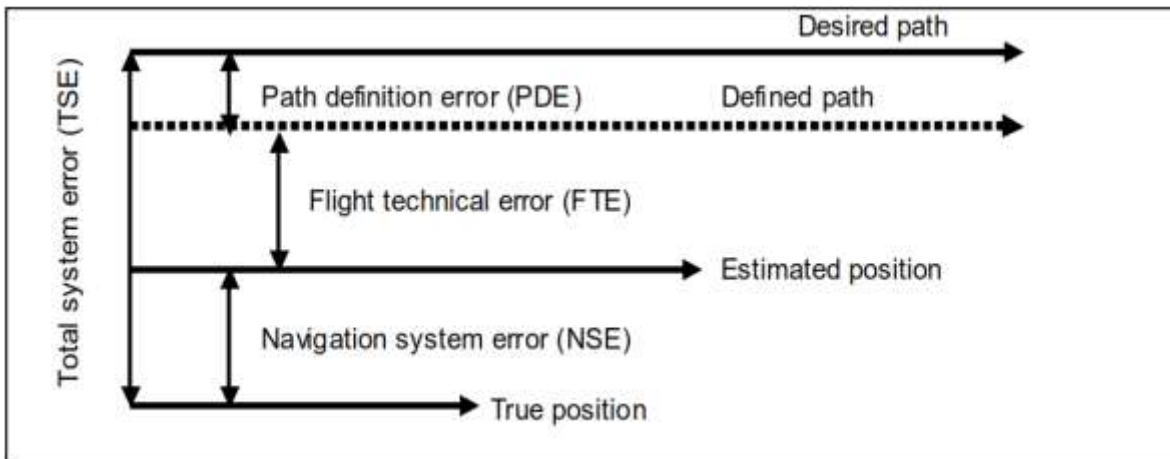 Desired path
Path definition error (PDE)
Defined path
Total system error (TSE)
Flight technical error (FTE)
Estimated position
Navigation system error (NSE)
True position